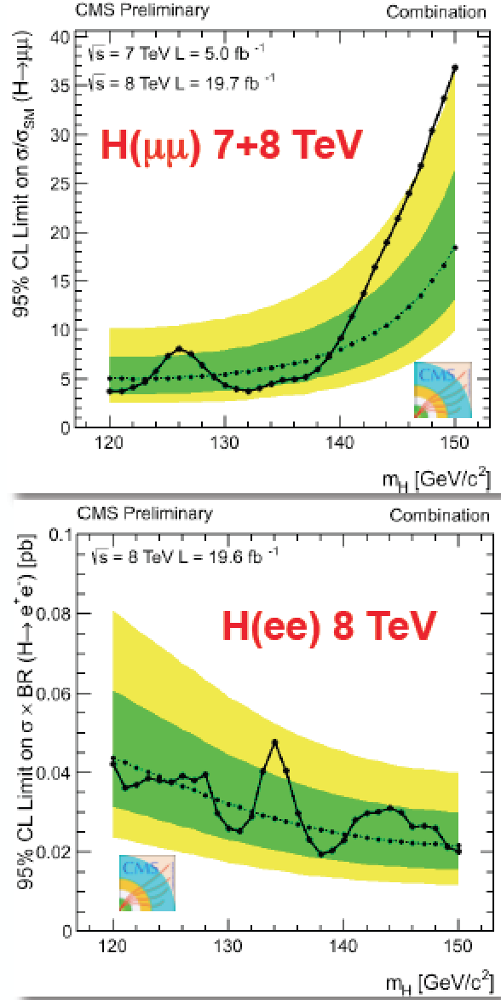 CMS Preliminary Combination
95% CL Limit on σ/σSM (H→μμ)
40
√s = 7 TeV L = 5.0 fb -1
35
√s = 8 TeV L = 19.7 fb -1
30
H(μμ) 7+8 TeV
25
20
15
10
5
CMS
0
120 130 140 150
mH [GeV/c2]
CMS Preliminary Combination
95% CL Limit on σ × BR (H→ e+e-) [pb]
0.1
√s = 8 TeV L = 19.6 fb -1
0.08
H(ee) 8 TeV
0.06
0.04
0.02
CMS
0
120 130 140 150
mH [GeV/c2]